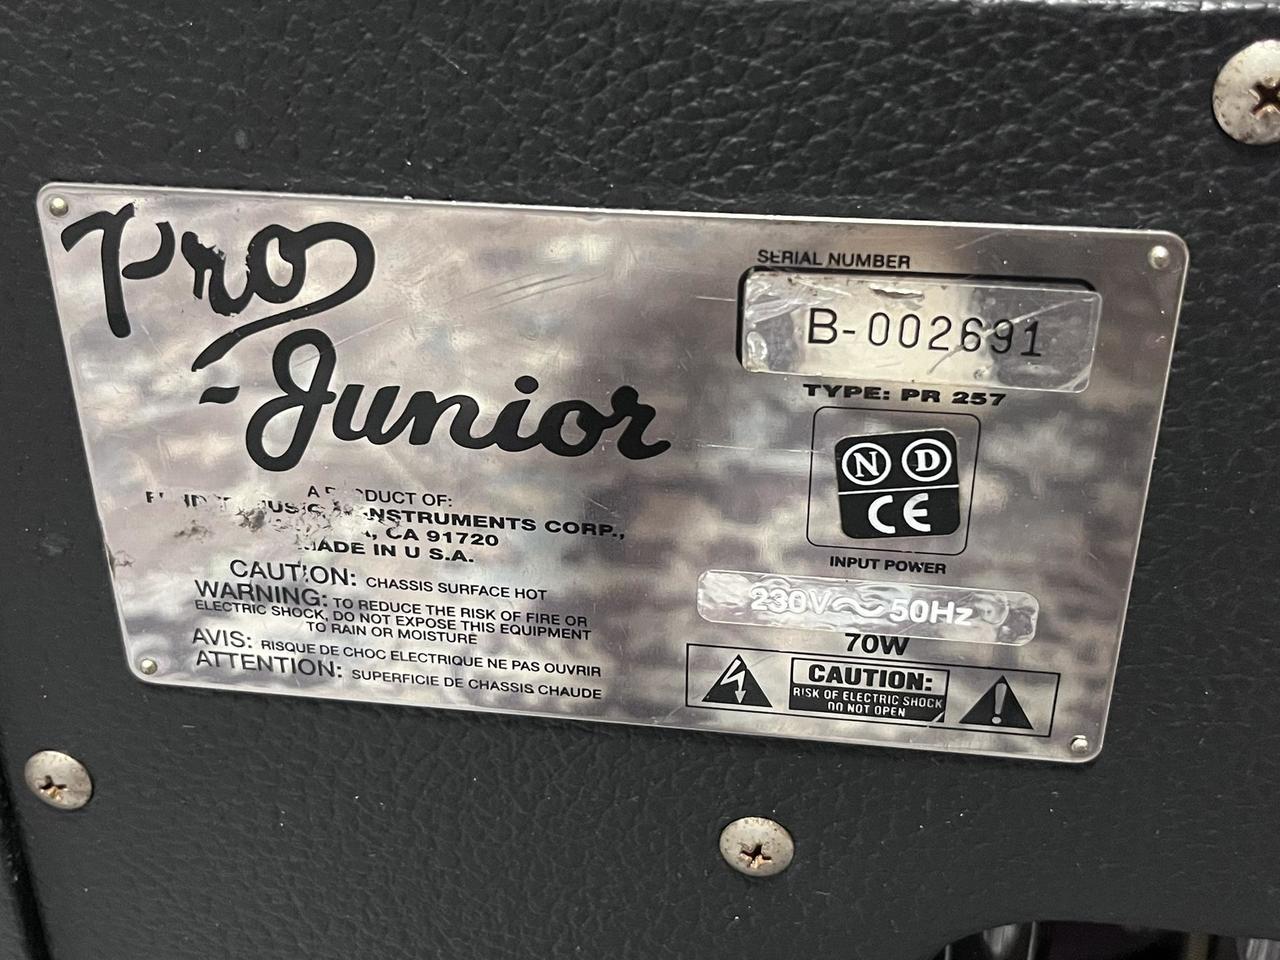 Pro
Junior
A PRODUCT OF:
MUSICAL INSTRUMENTS CORP.,
CA 91720
MADE IN U.S.A.
CAUTION: CHASSIS SURFACE HOT
WARNING: TO REDUCE THE RISK OF FIRE OR
ELECTRIC SHOCK, DO NOT EXPOSE THIS EQUIPMENT
TO RAIN OR MOISTURE
AVIS: RISQUE DE CHOC ELECTRIQUE NE PAS OUVRIR
ATTENTION: SUPERFICIE DE CHASSIS CHAUDE
SERIAL NUMBER
B-002691
TYPE: PR 257
N D
CE
INPUT POWER
230V~50Hz
70W
CAUTION:
RISK OF ELECTRIC SHOCK
DO NOT OPEN